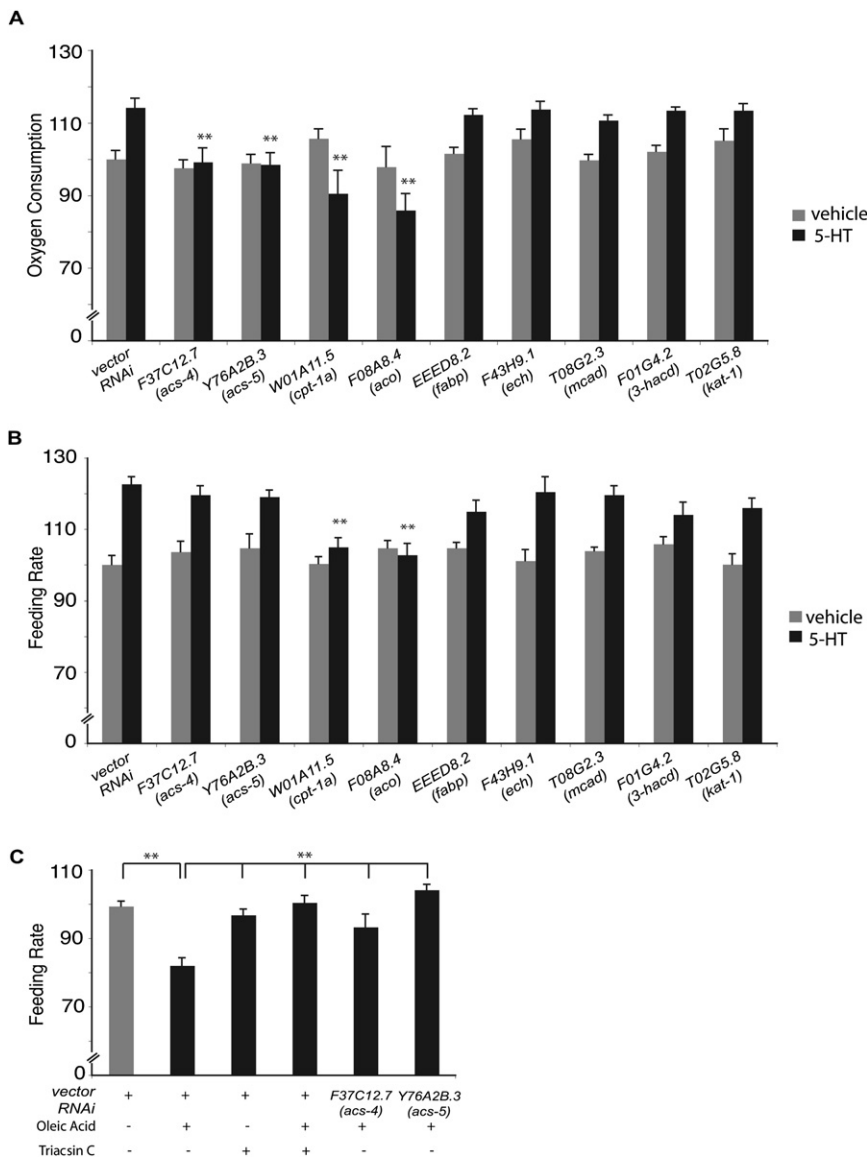 A
130
110
90
70
0
Oxygen Consumption
**
**
**
**
vehicle
5-HT
vector RNAi
F37C12.7 (acs-4)
Y76A2B.3 (acs-5)
W01A11.5 (cpt-1a)
F08A8.4 (aco)
EEED8.2 (fabp)
F43H9.1 (ech)
T08G2.3 (mcad)
F01G4.2 (3-hacd)
T02G5.8 (kat-1)
B
130
110
90
70
0
Feeding Rate
**
**
vehicle
5-HT
vector RNAi
F37C12.7 (acs-4)
Y76A2B.3 (acs-5)
W01A11.5 (cpt-1a)
F08A8.4 (aco)
EEED8.2 (fabp)
F43H9.1 (ech)
T08G2.3 (mcad)
F01G4.2 (3-hacd)
T02G5.8 (kat-1)
C
110
90
70
0
Feeding Rate
**
**
vector RNAi + + + + F37C12.7 (acs-4) Y76A2B.3 (acs-5)
Oleic Acid - + - + + +
Triacsin C - - + + - -